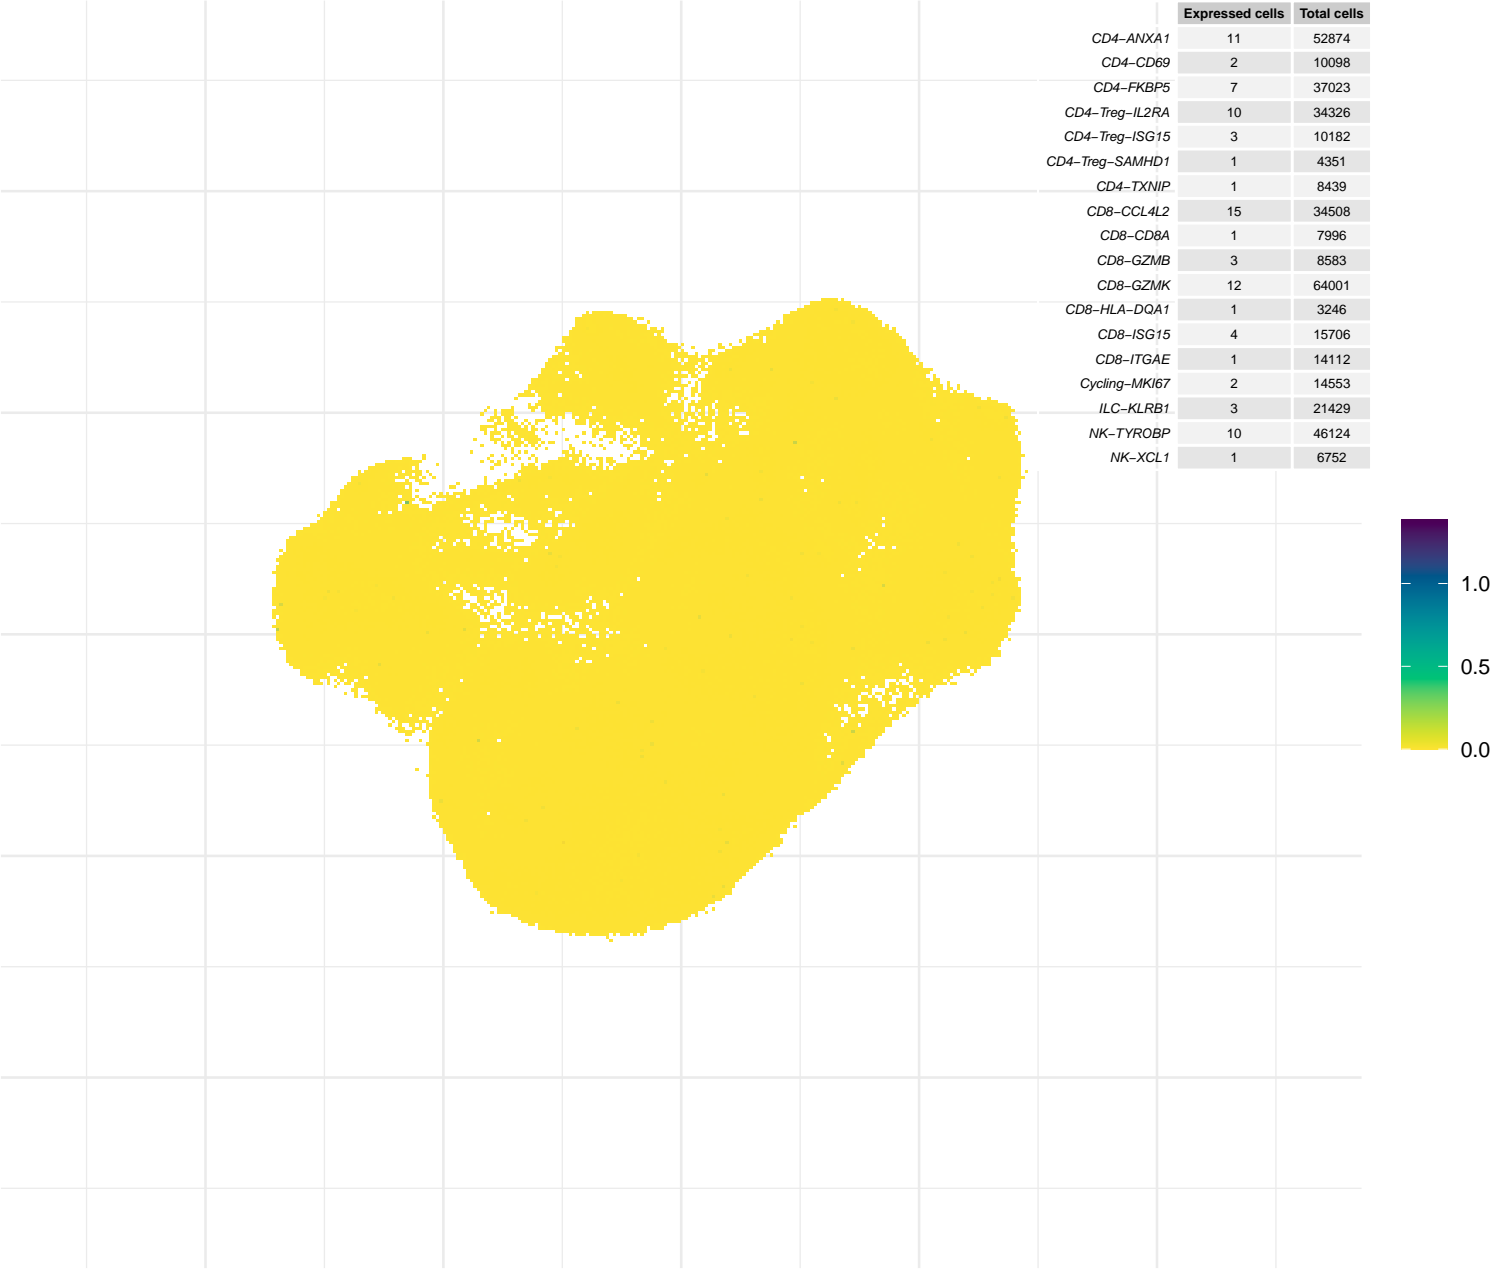 Expressed cells Total cells
CD4−ANXA1 11 52874
CD4−CD69 2 10098
CD4−FKBP5 7 37023
CD4−Treg−IL2RA 10 34326
CD4−Treg−ISG15 3 10182
CD4−Treg−SAMHD1 1 4351
CD4−TXNIP 1 8439
CD8−CCL4L2 15 34508
CD8−CD8A 1 7996
CD8−GZMB 3 8583
CD8−GZMK 12 64001
CD8−HLA−DQA1 1 3246
CD8−ISG15 4 15706
CD8−ITGAE 1 14112
Cycling−MKI67 2 14553
ILC−KLRB1 3 21429
NK−TYROBP 10 46124
NK−XCL1 1 6752
1.0
0.5
0.0